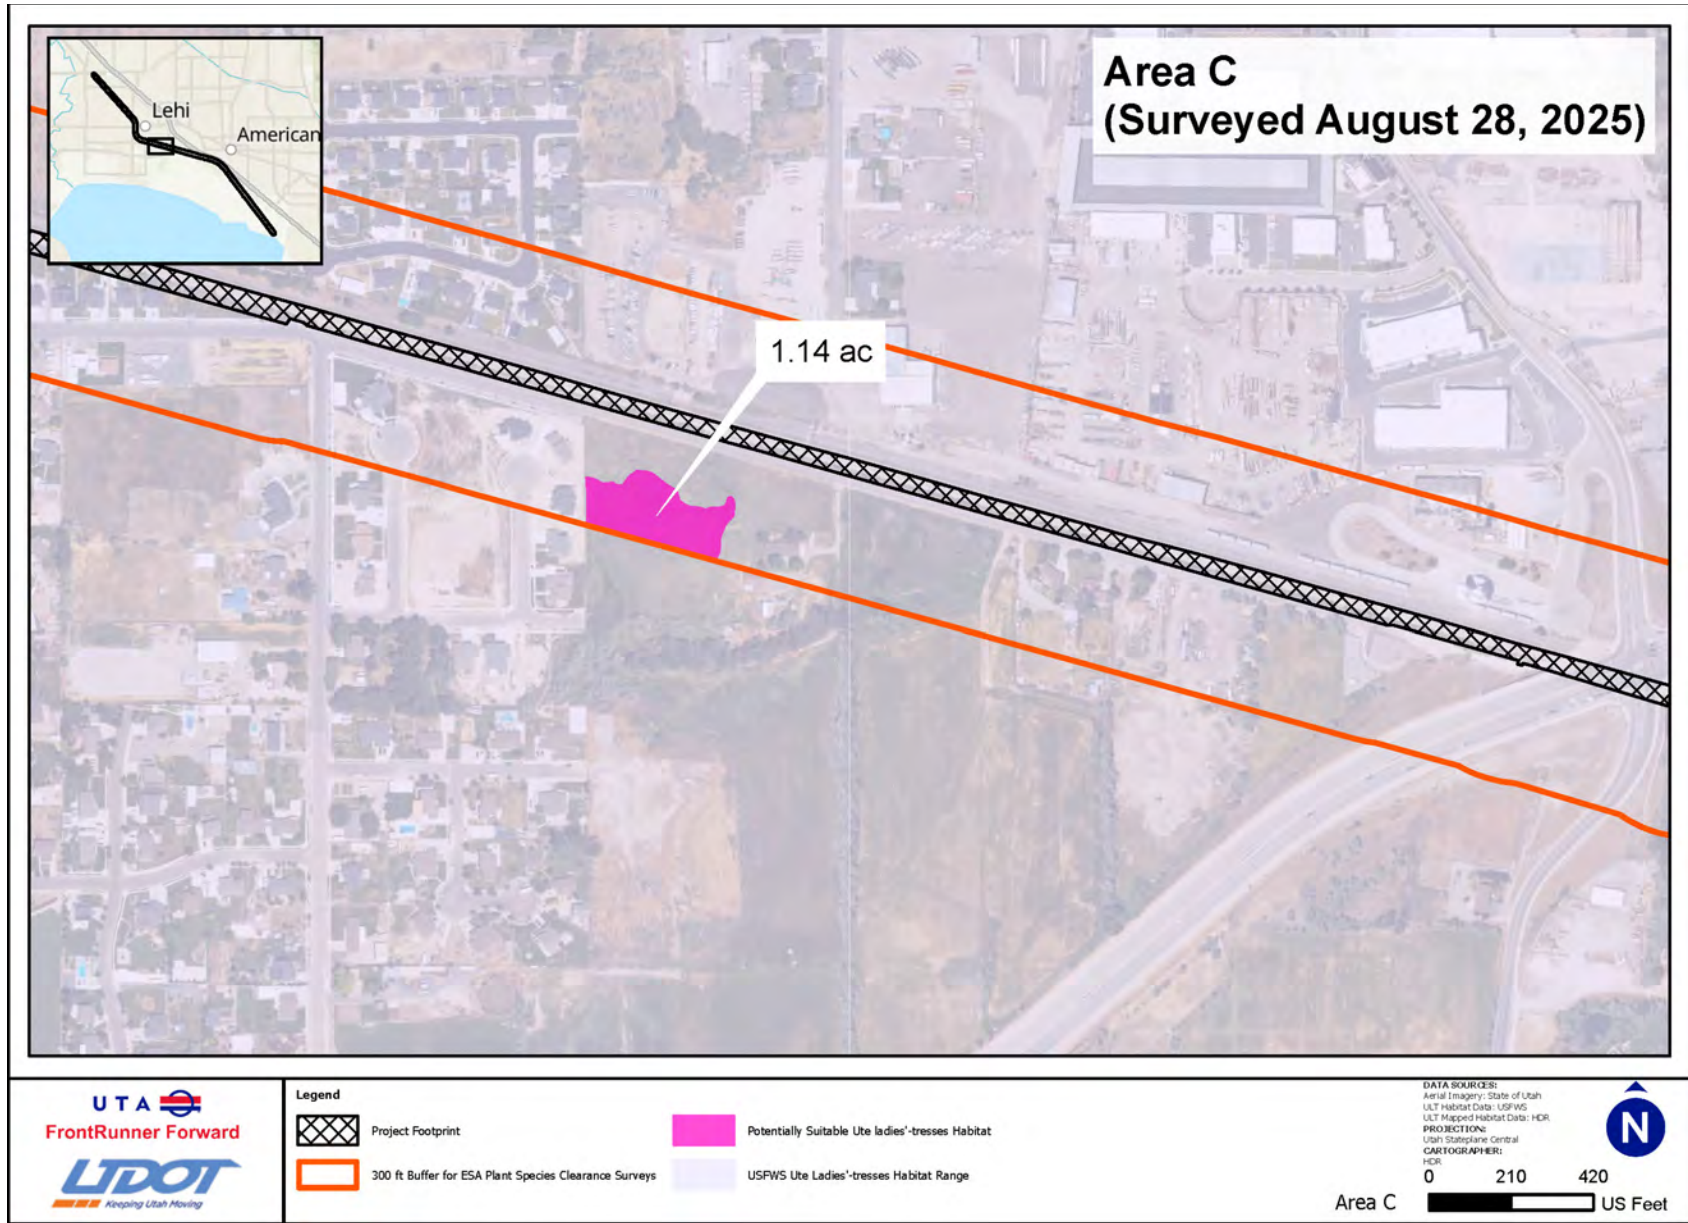 Area C
(Surveyed August 28, 2025)
Lehi
American
1.14 ac
UTA
FrontRunner Forward
UDOT
Keeping Utah Moving
Legend
Project Footprint
300 ft Buffer for ESA Plant Species Clearance Surveys
Potentially Suitable Ute ladies'-tresses Habitat
USFWS Ute Ladies'-tresses Habitat Range
DATA SOURCES:
Aerial Imagery: State of Utah
ULT Habitat Data: USFWS
ULT Mapped Habitat Data: HDR
PROJECTION:
Utah Stateplane Central
CARTOGRAPHER:
HDR
N
Area C
0 210 420
US Feet